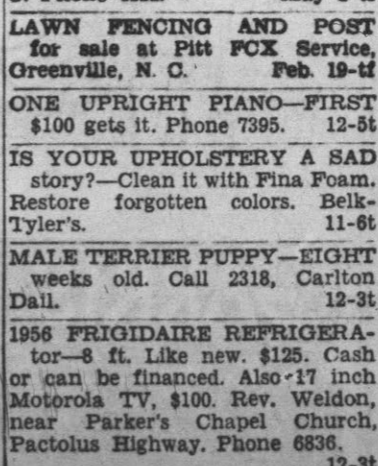 LAWN FENCING AND POST
for sale at Pitt FCX Service,
Greenville, N. C. Feb. 19-tf
ONE UPRIGHT PIANO—FIRST
$100 gets it. Phone 7395. 12-5t
IS YOUR UPHOLSTERY A SAD
story?—Clean it with Fina Foam.
Restore forgotten colors. Belk-
Tyler's. 11-6t
MALE TERRIER PUPPY—EIGHT
weeks old. Call 2318, Carlton
Dail. 12-3t
1956 FRIGIDAIRE REFRIGERA-
tor—8 ft. Like new. $125. Cash
or can be financed. Also 17 inch
Motorola TV, $100. Rev. Weldon,
near Parker's Chapel Church,
Pactolus Highway. Phone 6836.
12-3t